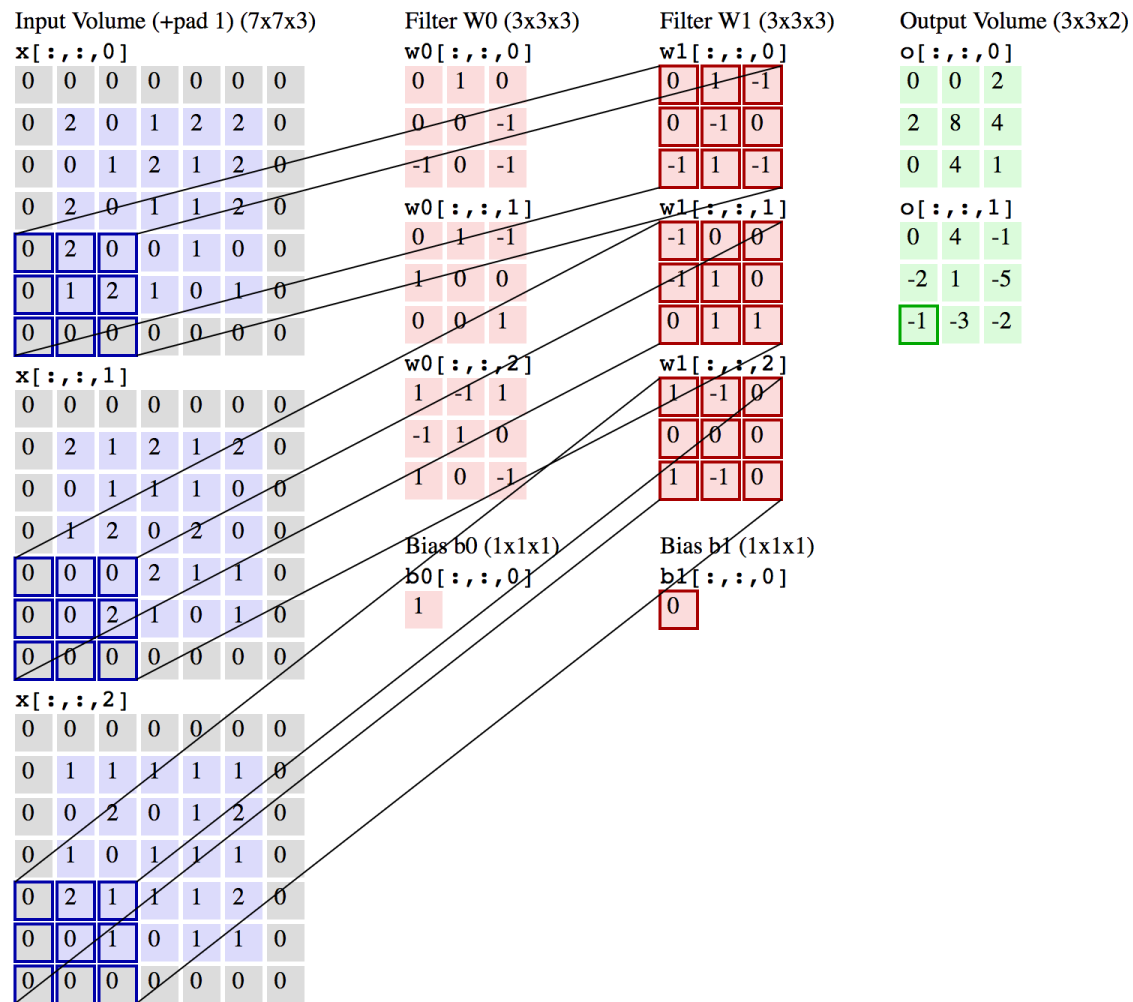 Input Volume (+pad 1) (7x7x3)
x[:,:,0]
0 0 0 0 0 0 0
0 2 0 1 2 2 0
0 0 1 2 1 2 0
0 2 0 1 1 2 0
0 2 0 0 1 0 0
0 1 2 1 0 1 0
0 0 0 0 0 0 0
x[:,:,1]
0 0 0 0 0 0 0
0 2 1 2 1 2 0
0 0 1 1 1 0 0
0 1 2 0 2 0 0
0 0 0 2 1 1 0
0 0 2 1 0 1 0
0 0 0 0 0 0 0
x[:,:,2]
0 0 0 0 0 0 0
0 1 1 1 1 1 0
0 0 2 0 1 2 0
0 1 0 1 1 1 0
0 2 1 1 1 2 0
0 0 1 0 1 1 0
0 0 0 0 0 0 0
Filter W0 (3x3x3)
w0[:,:,0]
0 1 0
0 0 -1
-1 0 -1
w0[:,:,1]
0 1 -1
1 0 0
0 0 1
w0[:,:,2]
1 -1 1
-1 1 0
1 0 -1
Bias b0 (1x1x1)
b0[:,:,0]
1
Filter W1 (3x3x3)
w1[:,:,0]
0 1 -1
0 -1 0
-1 1 -1
w1[:,:,1]
-1 0 0
-1 1 0
0 1 1
w1[:,:,2]
1 -1 0
0 0 0
1 -1 0
Bias b1 (1x1x1)
b1[:,:,0]
0
Output Volume (3x3x2)
o[:,:,0]
0 0 2
2 8 4
0 4 1
o[:,:,1]
0 4 -1
-2 1 -5
-1 -3 -2